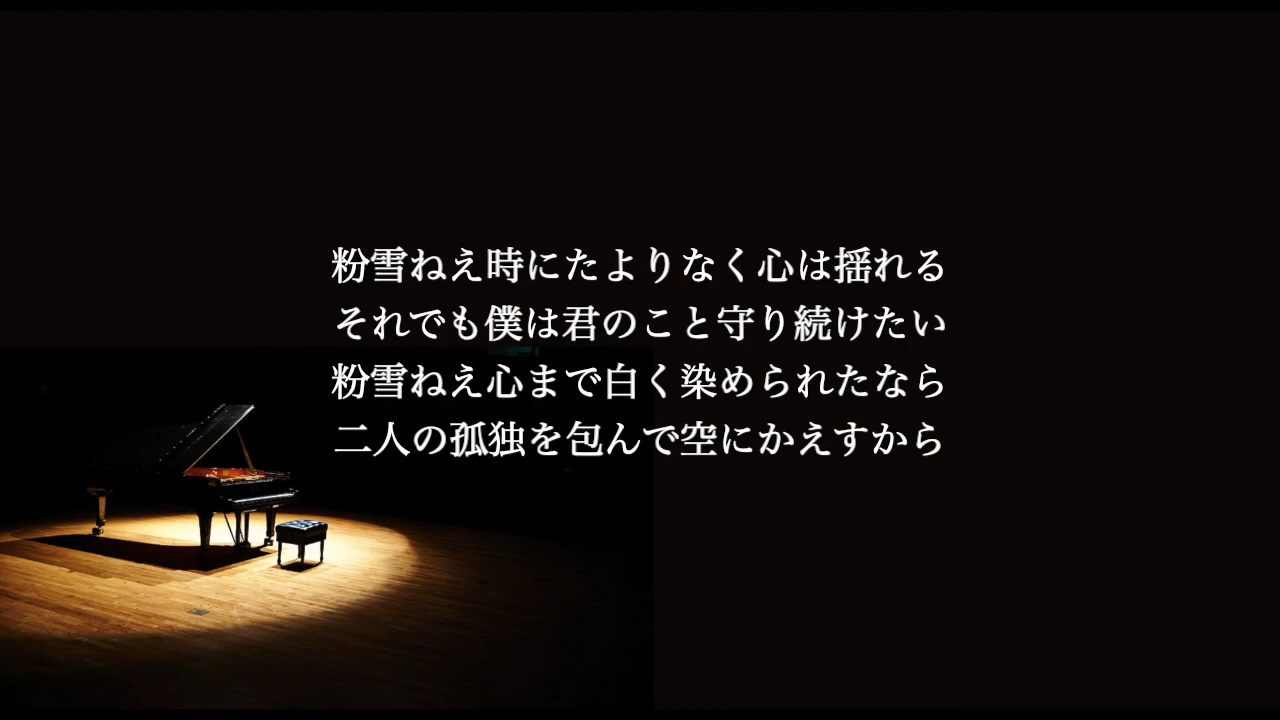 粉雪ねえ時にたよりなく心は揺れる
それでも僕は君のこと守り続けたい
粉雪ねえ心まで白く染められたなら
二人の孤独を包んで空にかえすから